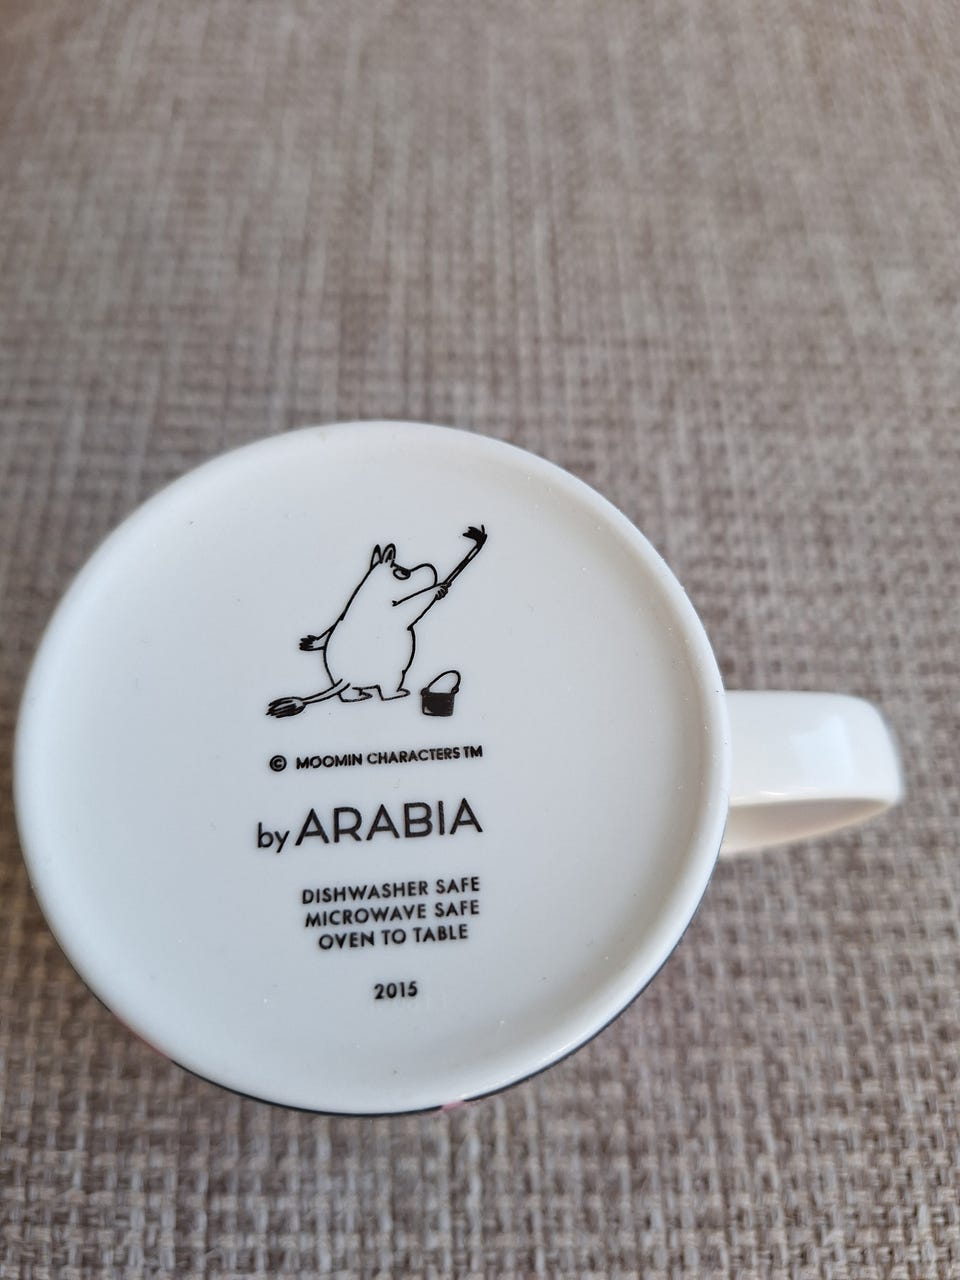 © MOOMIN CHARACTERS TM
by ARABIA
DISHWASHER SAFE
MICROWAVE SAFE
OVEN TO TABLE
2015